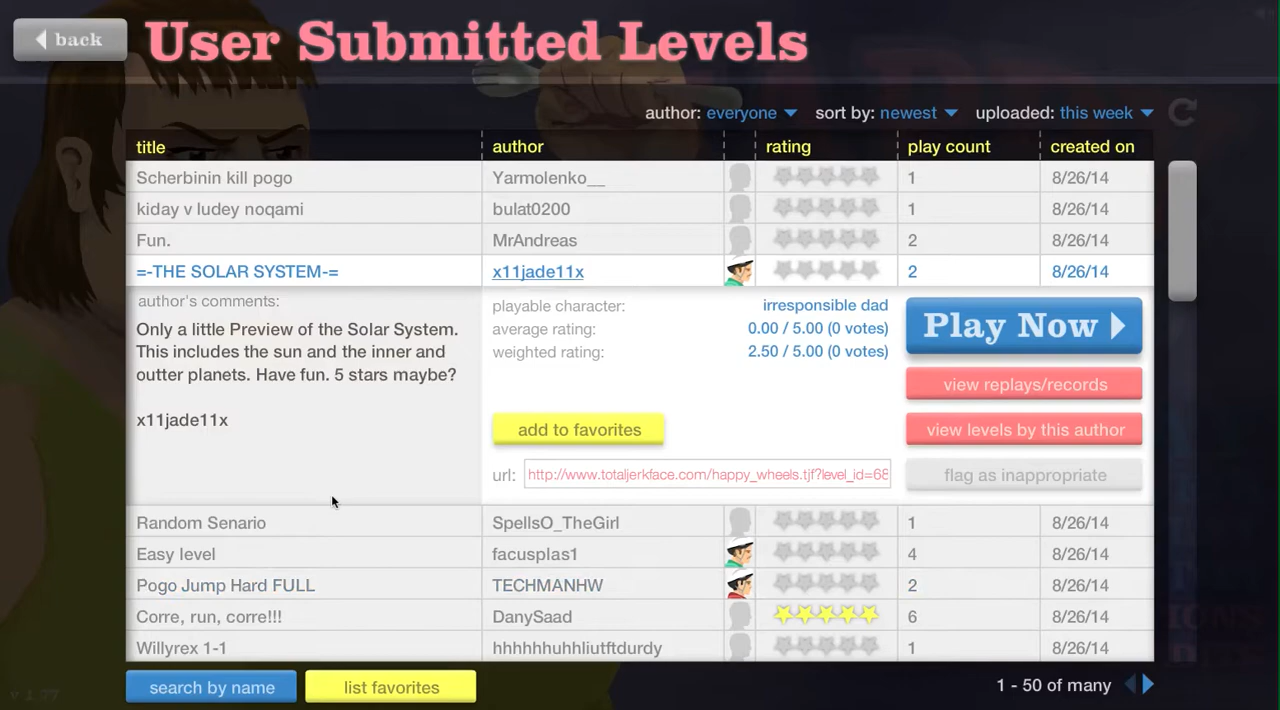 back
User Submitted Levels
author: everyone sort by: newest uploaded: this week
title author rating play count created on
Scherbinin kill pogo Yarmolenko__ 1 8/26/14
kiday v ludey noqami bulat0200 1 8/26/14
Fun. MrAndreas 2 8/26/14
=-THE SOLAR SYSTEM-= x11jade11x 2 8/26/14
author's comments:
Only a little Preview of the Solar System.
This includes the sun and the inner and
outter planets. Have fun. 5 stars maybe?
x11jade11x
playable character: irresponsible dad
average rating: 0.00 / 5.00 (0 votes)
weighted rating: 2.50 / 5.00 (0 votes)
add to favorites
url: http://www.totaljerkface.com/happy_wheels.tjf?level_id=68
Play Now
view replays/records
view levels by this author
flag as inappropriate
Random Senario SpellsO_TheGirl 1 8/26/14
Easy level facusplas1 4 8/26/14
Pogo Jump Hard FULL TECHMANHW 2 8/26/14
Corre, run, corre!!! DanySaad 6 8/26/14
Willyrex 1-1 hhhhhuhhliutftdurdy 1 8/26/14
search by name list favorites 1 - 50 of many